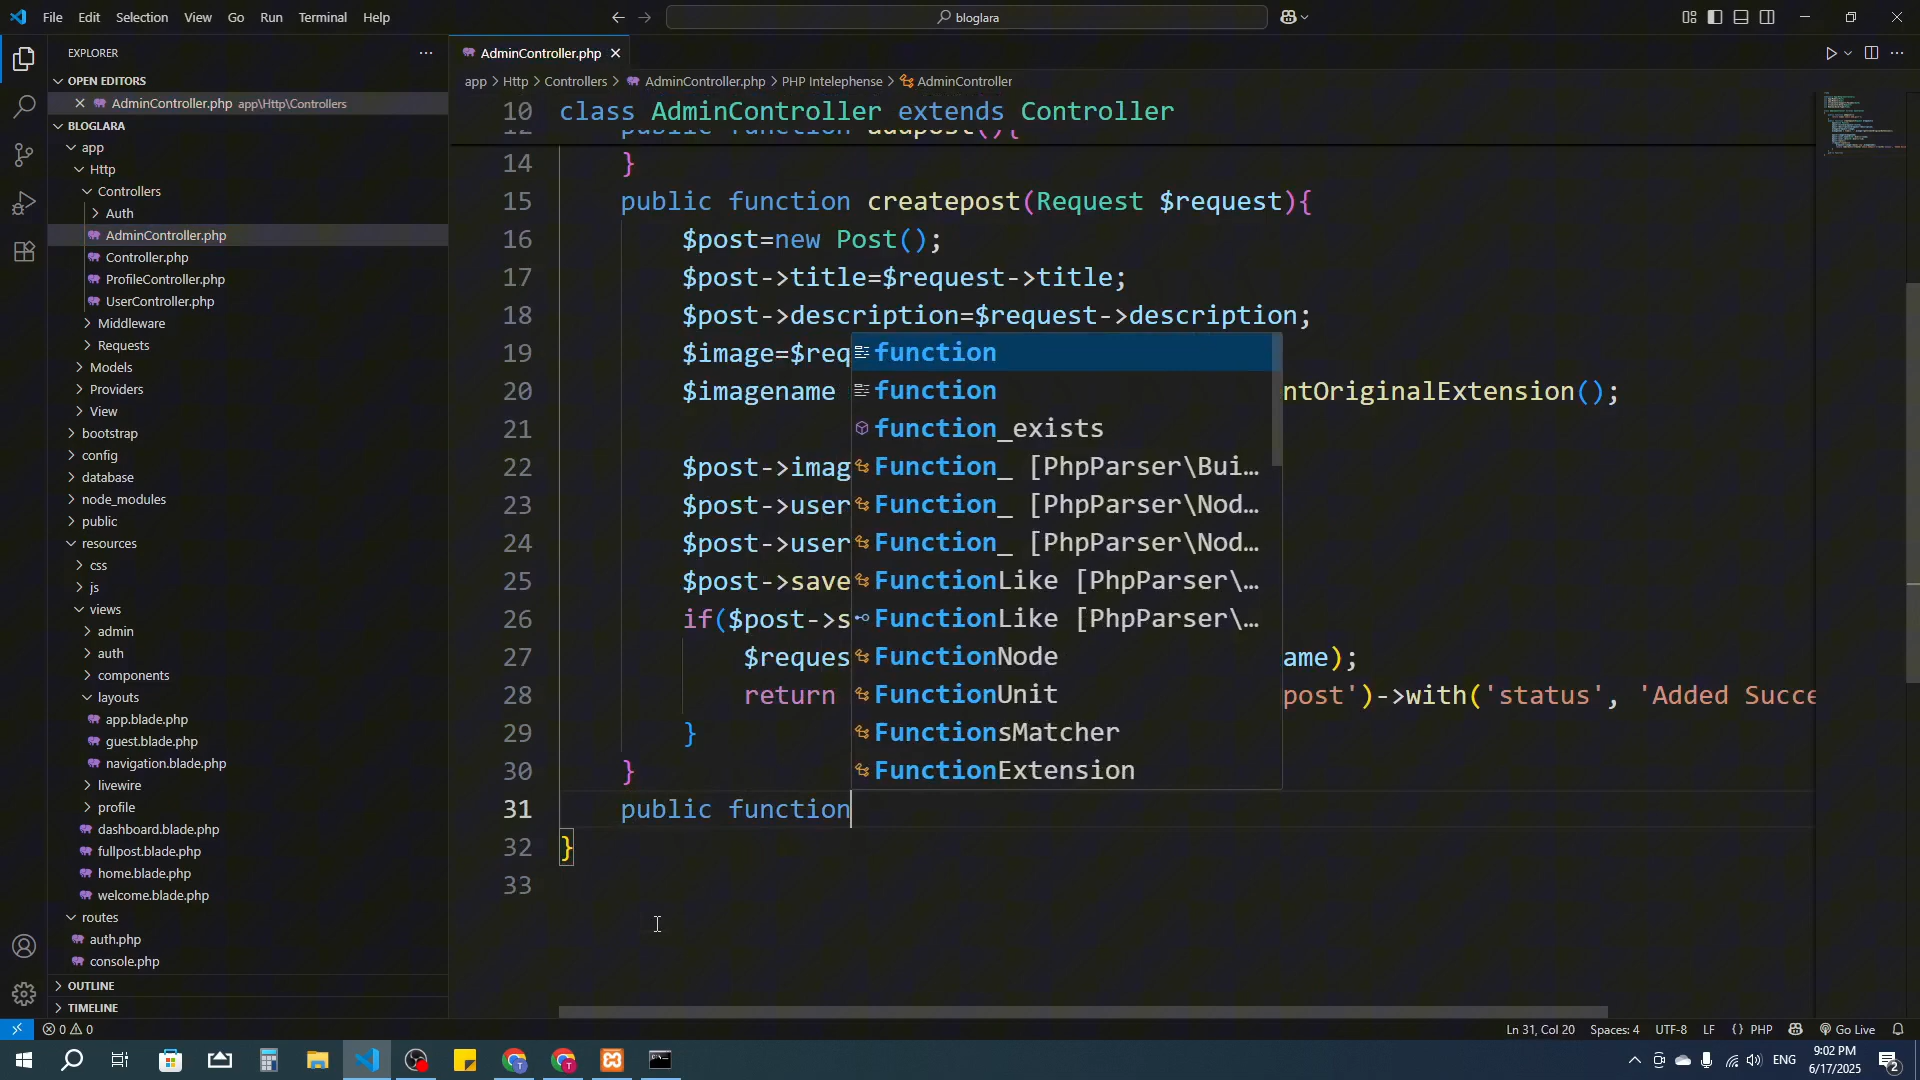 File Edit Selection View Go Run Terminal Help
bloglara
EXPLORER
OPEN EDITORS
AdminController.php app\Http\Controllers
BLOGLARA
app
Http
Controllers
Auth
AdminController.php
Controller.php
ProfileController.php
UserController.php
Middleware
Requests
Models
Providers
View
bootstrap
config
database
node_modules
public
resources
css
js
views
admin
auth
components
layouts
app.blade.php
guest.blade.php
navigation.blade.php
livewire
profile
dashboard.blade.php
fullpost.blade.php
home.blade.php
welcome.blade.php
routes
auth.php
console.php
OUTLINE
TIMELINE
AdminController.php
app > Http > Controllers > AdminController.php > PHP Intelephense > AdminController
10 class AdminController extends Controller
12 public function addpost(){
14 }
15 public function createpost(Request $request){
16 $post=new Post();
17 $post->title=$request->title;
18 $post->description=$request->description;
19 $image=$req
20 $imagename ntOriginalExtension();
21
22 $post->imag
23 $post->user
24 $post->user
25 $post->save
26 if($post->s
27 $reques ame);
28 return post')->with('status', 'Added Succe
29 }
30 }
31 public function
32 }
33
function
function
function_exists
Function_ [PhpParser\Bui…
Function_ [PhpParser\Nod…
Function_ [PhpParser\Nod…
FunctionLike [PhpParser\…
FunctionLike [PhpParser\…
FunctionNode
FunctionUnit
FunctionsMatcher
FunctionExtension
0 0
Ln 31, Col 20 Spaces: 4 UTF-8 LF {} PHP Go Live
ENG
9:02 PM
6/17/2025
2